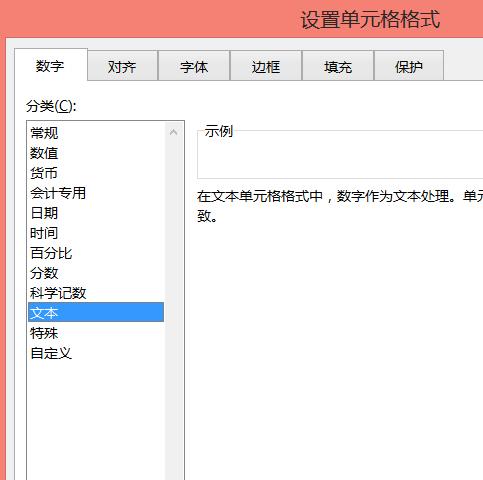 设置单元格格式
数字 对齐 字体 边框 填充 保护
分类(C):
常规
数值
货币
会计专用
日期
时间
百分比
分数
科学记数
文本
特殊
自定义
示例
在文本单元格格式中，数字作为文本处理。单元
致。